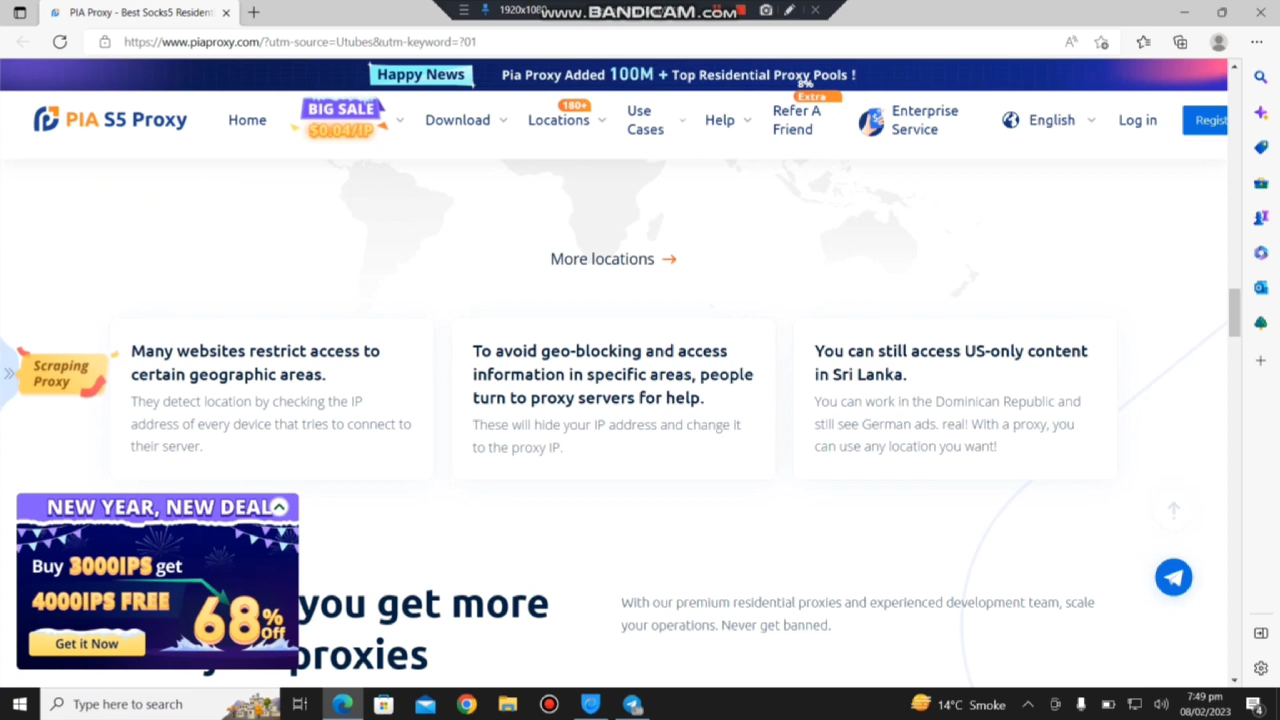 PIA Proxy - Best Socks5 Resident
1920x1080
www.BANDICAM.com
https://www.piaproxy.com/?utm-source=Utubes&utm-keyword=?01
Happy News
Pia Proxy Added 100M + Top Residential Proxy Pools !
PIA S5 Proxy
Home
BIG SALE
$0.04/IP
Download
180+
Locations
Use
Cases
Help
8%
Extra
Refer A
Friend
Enterprise
Service
English
Log in
Regist
More locations →
Scraping
Proxy
Many websites restrict access to
certain geographic areas.
They detect location by checking the IP
address of every device that tries to connect to
their server.
To avoid geo-blocking and access
information in specific areas, people
turn to proxy servers for help.
These will hide your IP address and change it
to the proxy IP.
You can still access US-only content
in Sri Lanka.
You can work in the Dominican Republic and
still see German ads. real! With a proxy, you
can use any location you want!
NEW YEAR, NEW DEAL
Buy 3000IPS get
4000IPS FREE
68% Off
Get it Now
you get more
proxies
With our premium residential proxies and experienced development team, scale
your operations. Never get banned.
Type here to search
14°C Smoke
7:49 pm
08/02/2023
4